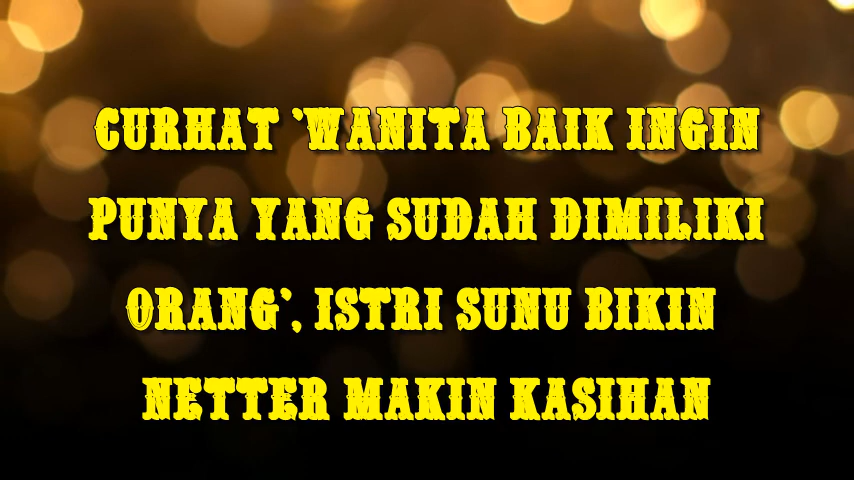 CURHAT 'WANITA BAIK INGIN
PUNYA YANG SUDAH DIMILIKI
ORANG', ISTRI SUNU BIKIN
NETTER MAKIN KASIHAN